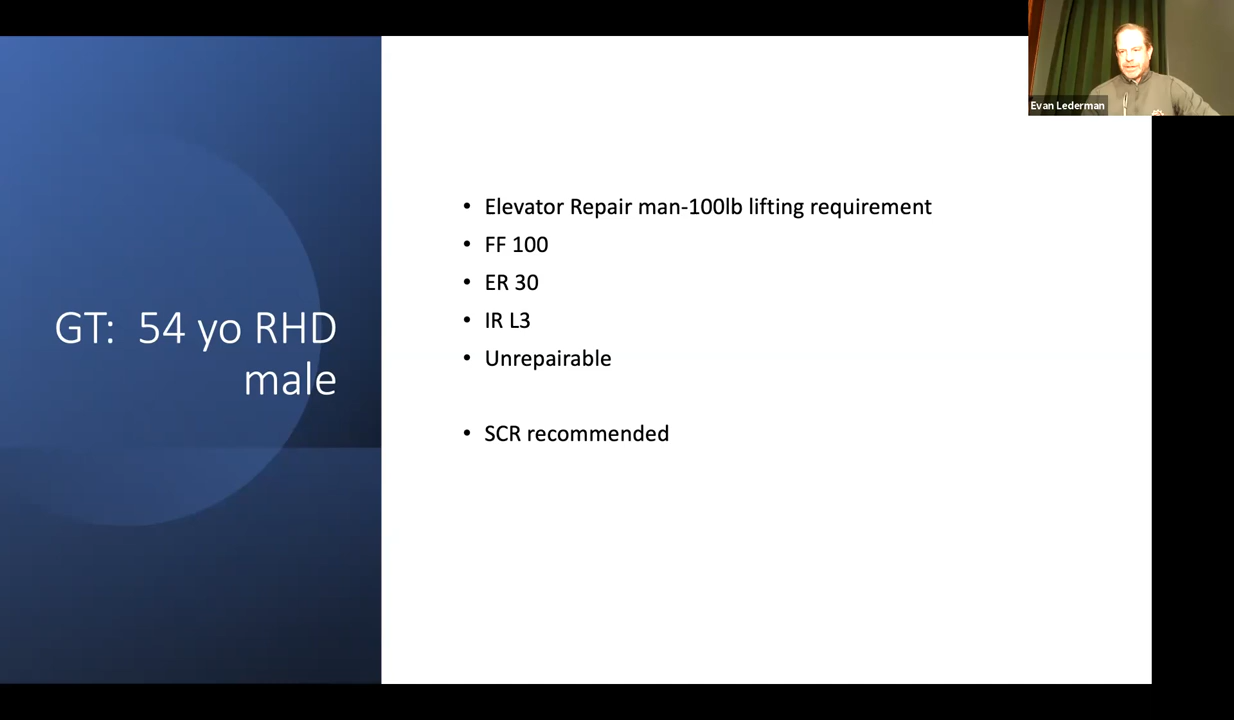 Evan Lederman
GT:  54 yo RHD
male
• Elevator Repair man-100lb lifting requirement
• FF 100
• ER 30
• IR L3
• Unrepairable
• SCR recommended